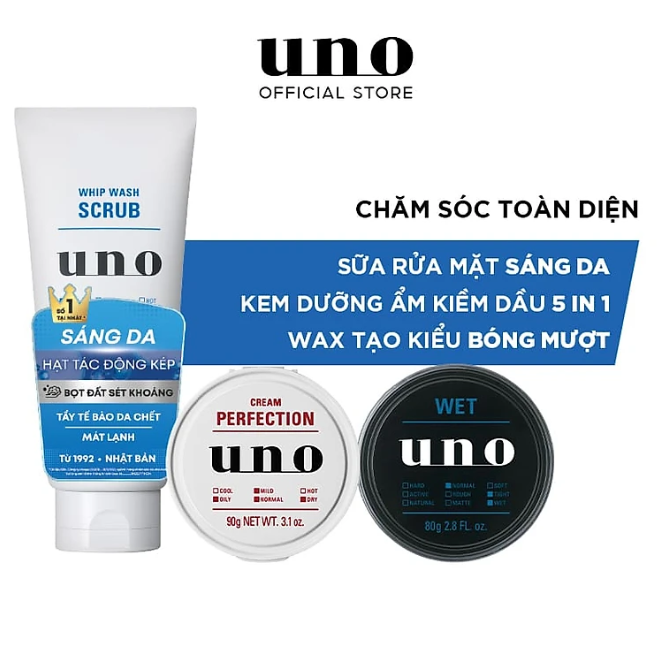 uno
OFFICIAL STORE
CHĂM SÓC TOÀN DIỆN
SỮA RỬA MẶT SÁNG DA
KEM DƯỠNG ẨM KIỀM DẦU 5 IN 1
WAX TẠO KIỂU BÓNG MƯỢT
WHIP WASH
SCRUB
uno
SỐ 1
TẠI NHẬT
SÁNG DA
HẠT TÁC ĐỘNG KÉP
BỌT ĐẤT SÉT KHOÁNG
TẨY TẾ BÀO DA CHẾT
MÁT LẠNH
TỪ 1992 • NHẬT BẢN
CREAM
PERFECTION
uno
COOL MILD HOT
OILY NORMAL DRY
90g NET WT. 3.1oz.
WET
uno
HARD NORMAL SOFT
ACTIVE ROUGH TIGHT
NATURAL MATTE WET
80g 2.8 FL. oz.